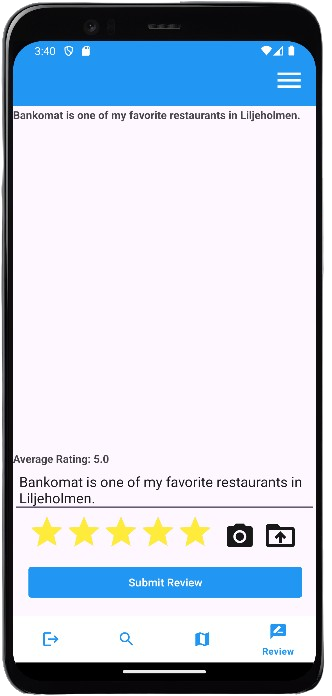 3:40
Bankomat is one of my favorite restaurants in Liljeholmen.
Average Rating: 5.0
Bankomat is one of my favorite restaurants in
Liljeholmen.
Submit Review
Review